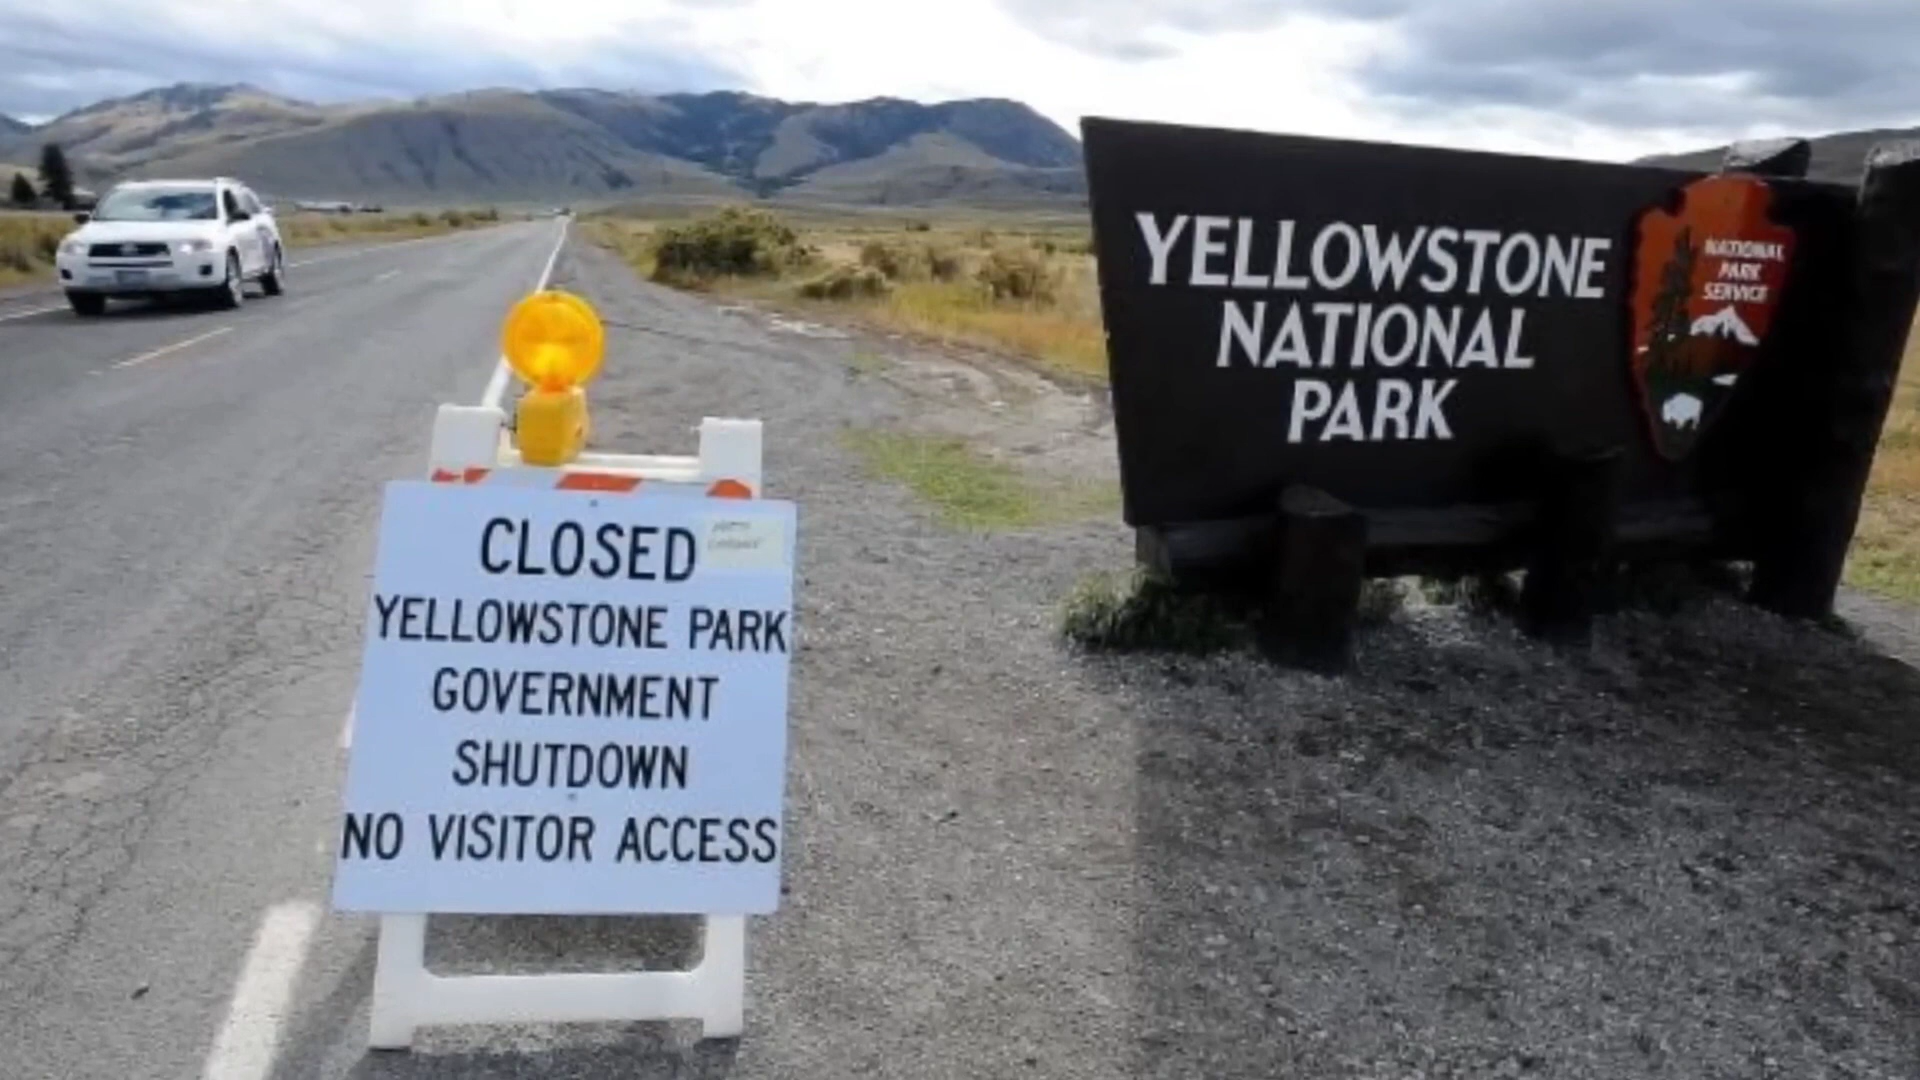 CLOSED
YELLOWSTONE PARK
GOVERNMENT
SHUTDOWN
NO VISITOR ACCESS
YELLOWSTONE
NATIONAL
PARK
NATIONAL
PARK
SERVICE